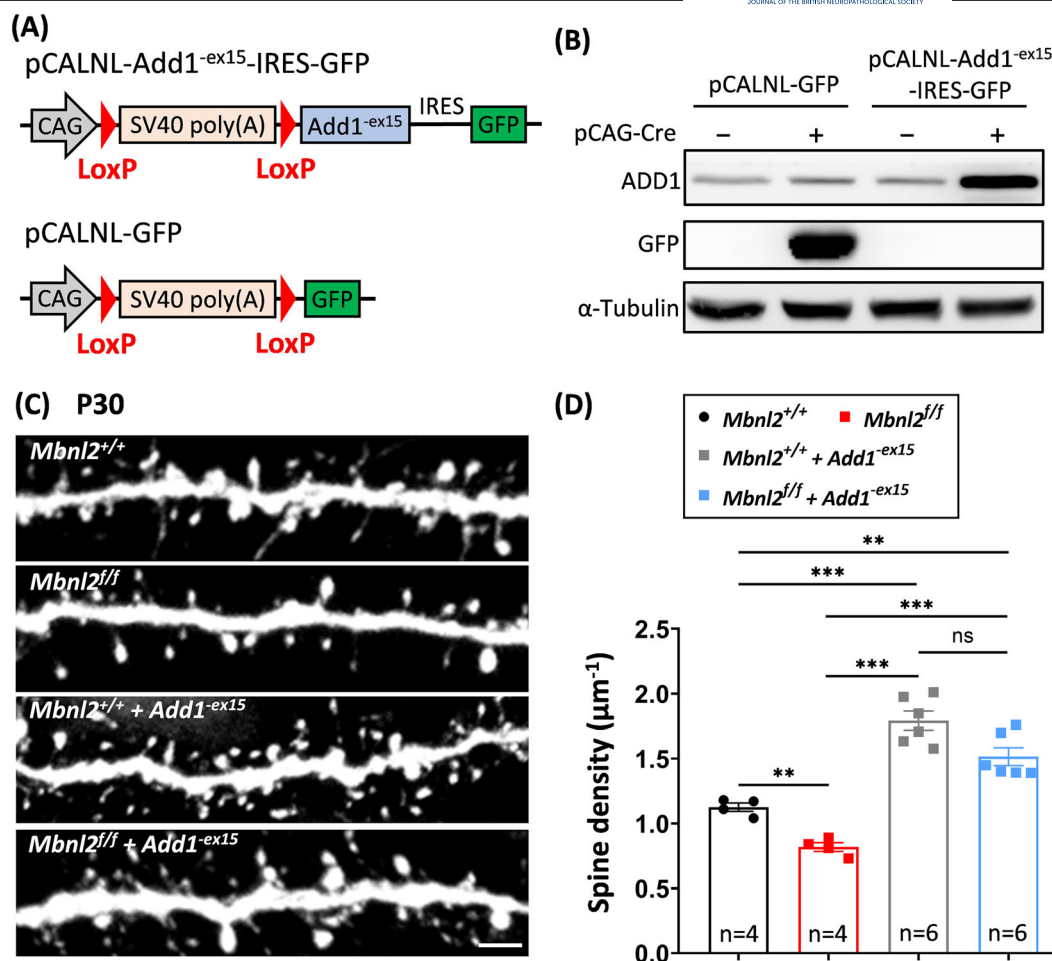 JOURNAL OF THE BRITISH NEUROPATHOLOGICAL SOCIETY
(A)
pCALNL-Add1-ex15-IRES-GFP
CAG
SV40 poly(A)
Add1-ex15
IRES
GFP
LoxP
LoxP
pCALNL-GFP
CAG
SV40 poly(A)
GFP
LoxP
LoxP
(B)
pCALNL-GFP
pCALNL-Add1-ex15
-IRES-GFP
pCAG-Cre − + − +
ADD1
GFP
α-Tubulin
(C) P30
Mbnl2+/+
Mbnl2f/f
Mbnl2+/+ + Add1-ex15
Mbnl2f/f + Add1-ex15
(D)
Mbnl2+/+ Mbnl2f/f
Mbnl2+/+ + Add1-ex15
Mbnl2f/f + Add1-ex15
**
***
***
ns
***
**
Spine density (μm-1)
2.5
2.0
1.5
1.0
0.5
0.0
n=4 n=4 n=6 n=6